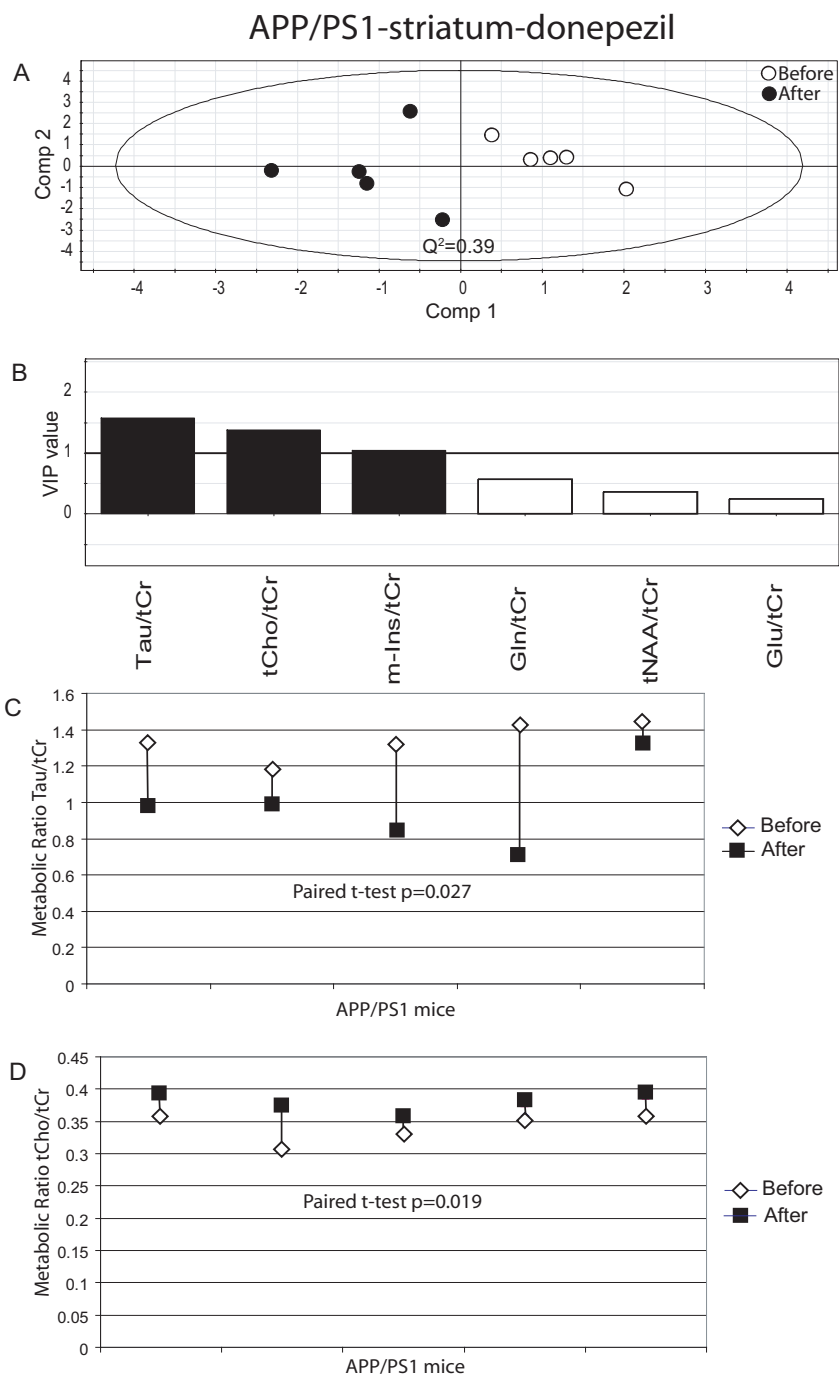 APP/PS1-striatum-donepezil
A
Before
After
Comp 2
4
3
2
1
0
-1
-2
-3
-4
Q²=0.39
-4 -3 -2 -1 0 1 2 3 4
Comp 1
B
VIP value
2
1
0
Tau/tCr
tCho/tCr
m-Ins/tCr
Gln/tCr
tNAA/tCr
Glu/tCr
C
Metabolic Ratio Tau/tCr
1.6
1.4
1.2
1
0.8
0.6
0.4
0.2
0
Before
After
Paired t-test p=0.027
APP/PS1 mice
D
Metabolic Ratio tCho/tCr
0.45
0.4
0.35
0.3
0.25
0.2
0.15
0.1
0.05
0
Before
After
Paired t-test p=0.019
APP/PS1 mice